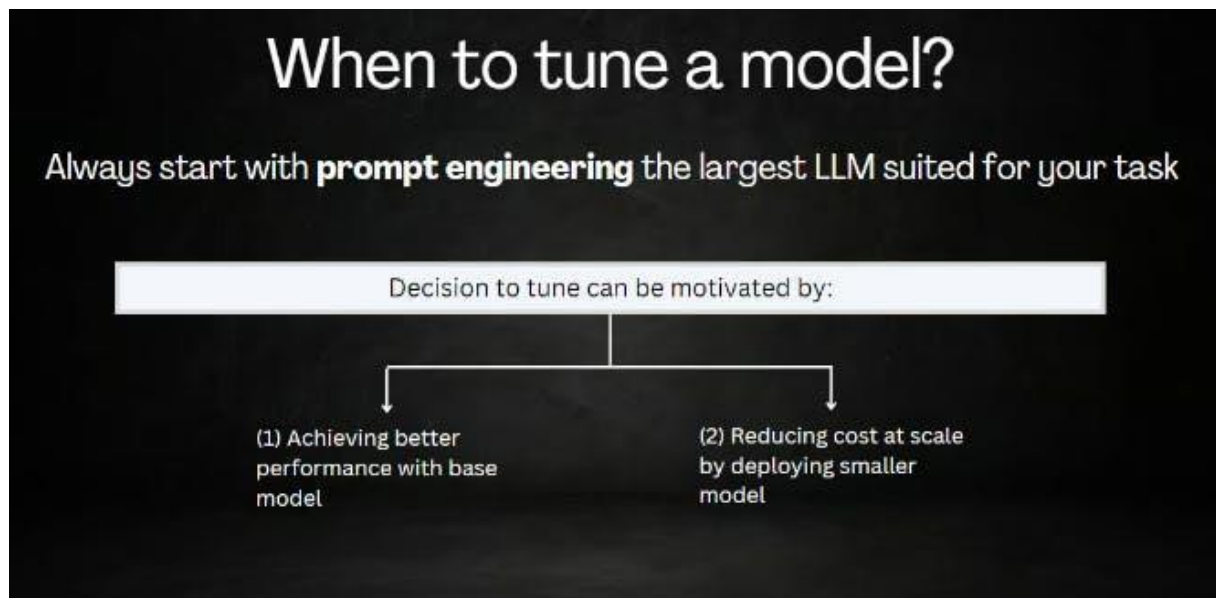 When to tune a model?
Always start with prompt engineering the largest LLM suited for your task
Decision to tune can be motivated by:
(1) Achieving better
performance with base
model
(2) Reducing cost at scale
by deploying smaller
model